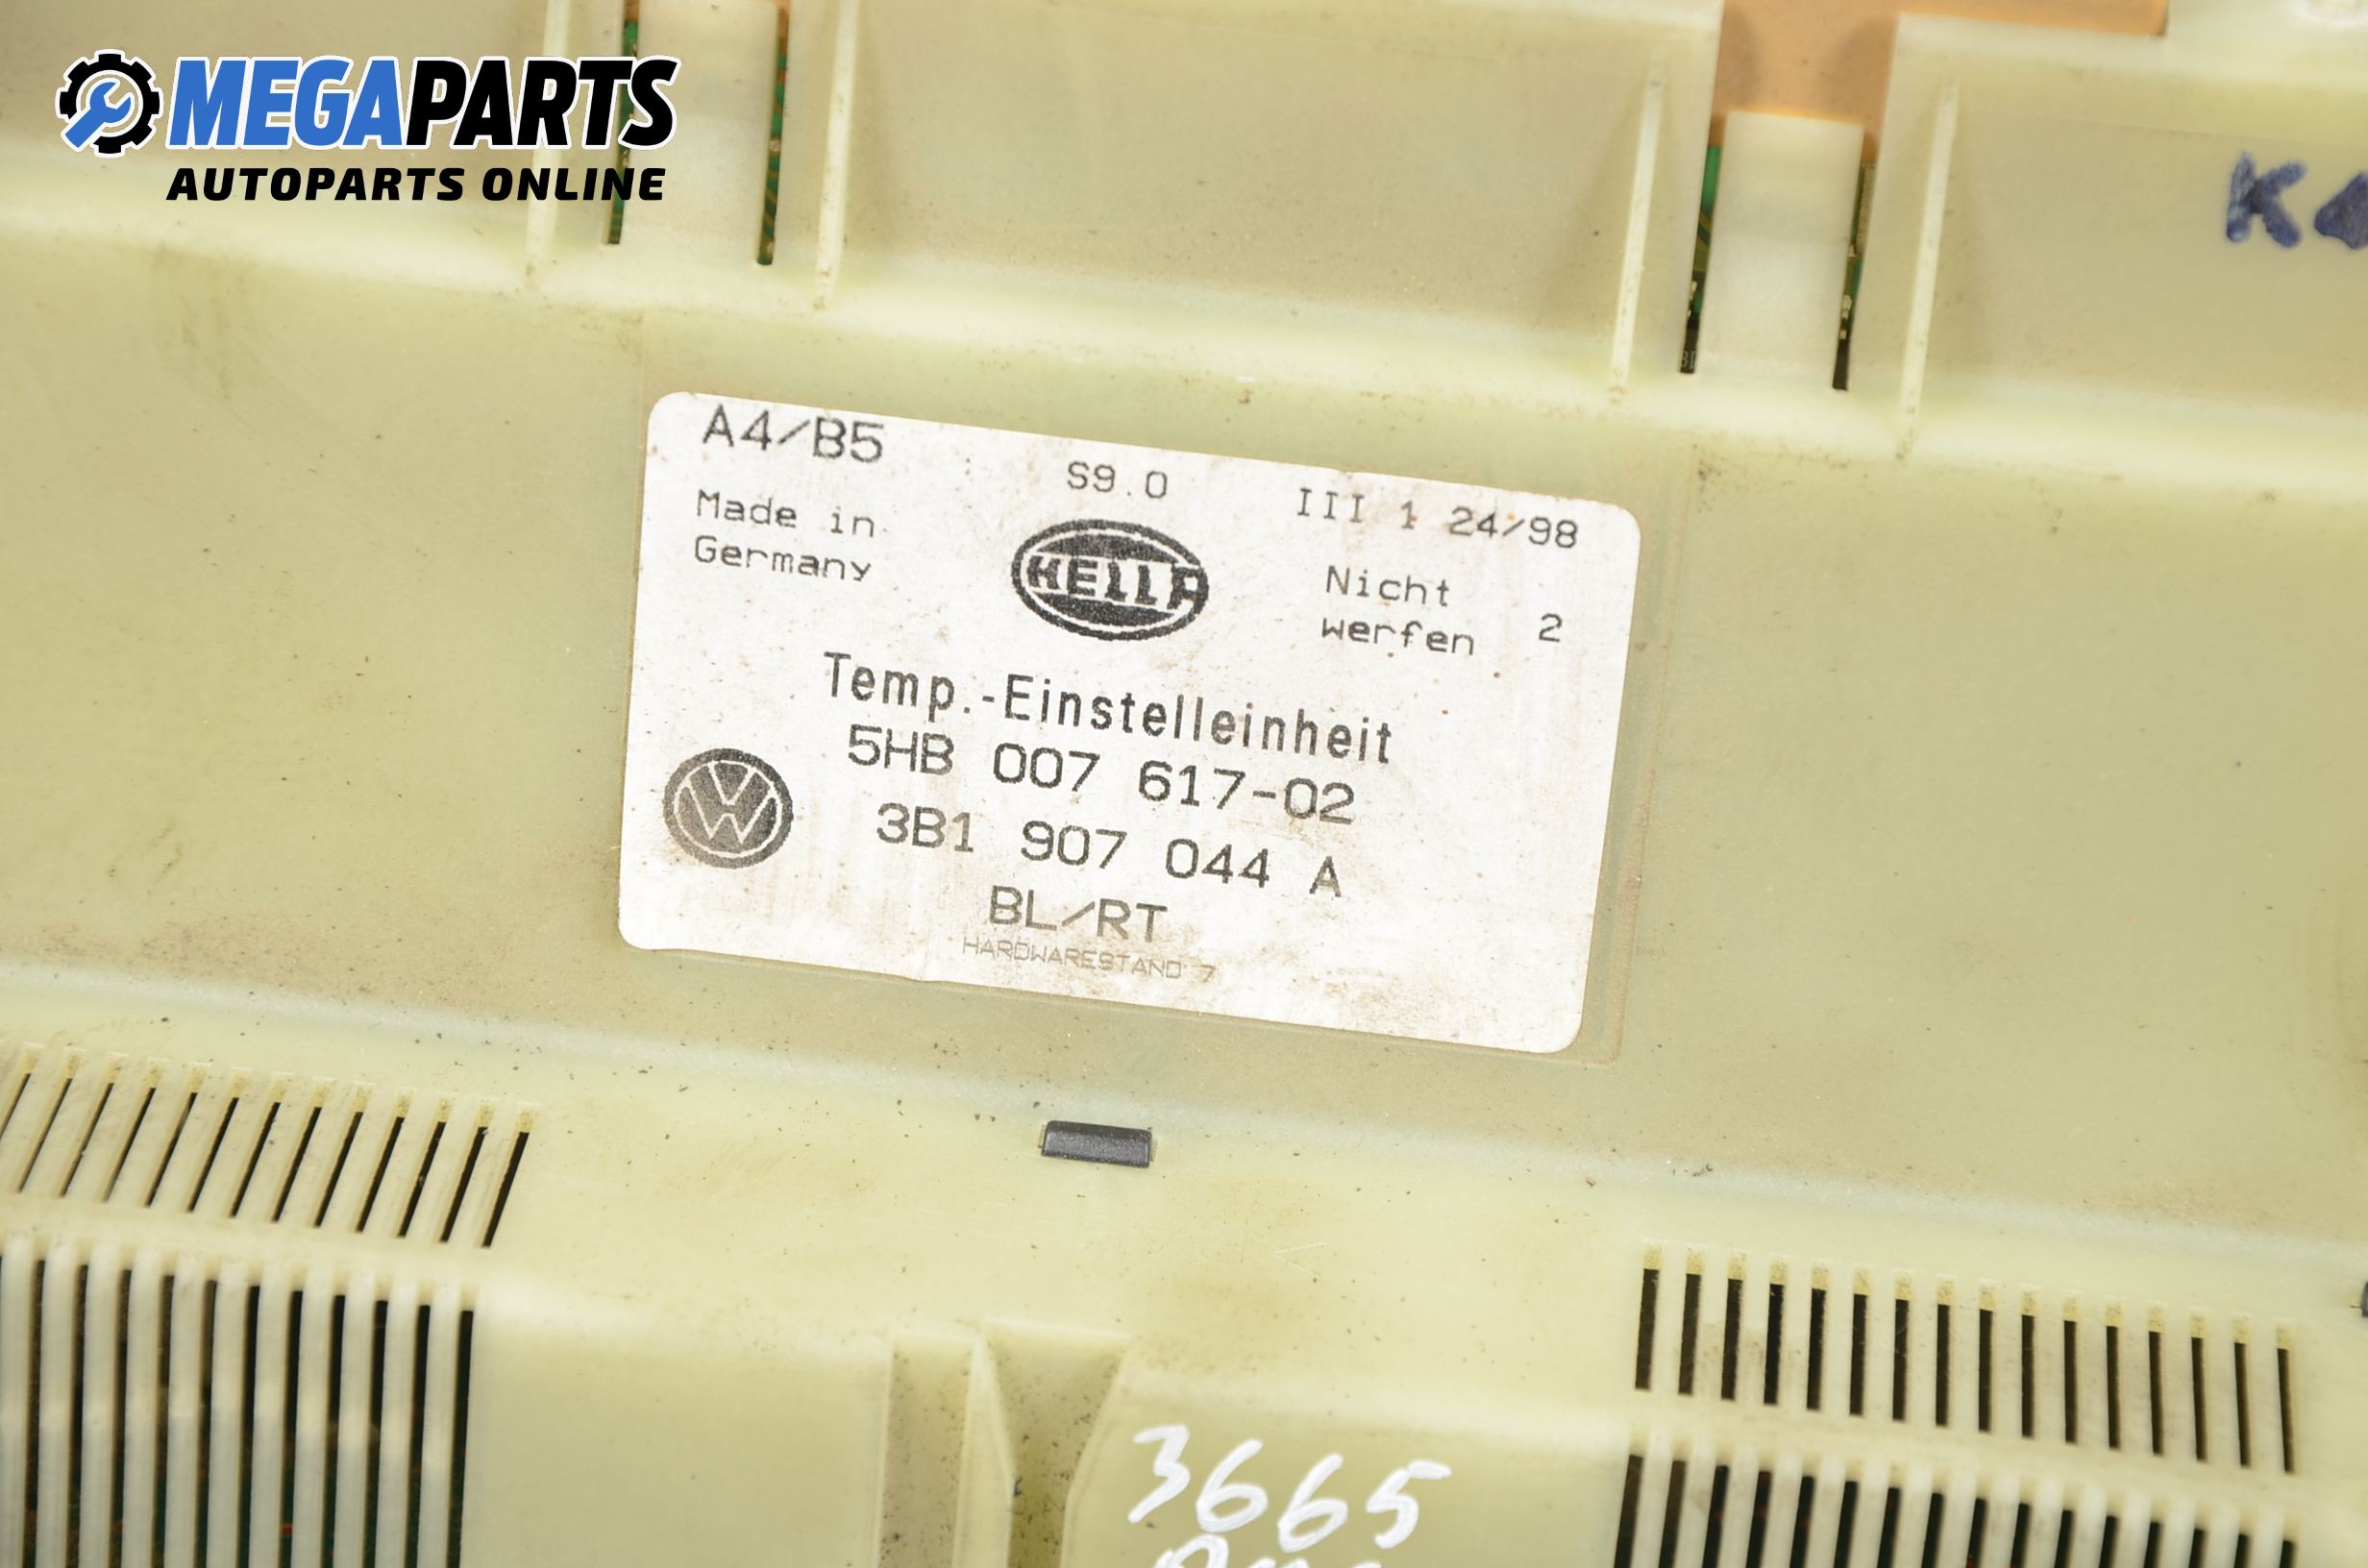 MEGAPARTS
AUTOPARTS ONLINE
A4/B5
S9.0
III 1 24/98
Made in
Germany
HELLA
Nicht
werfen
2
Temp.-Einstelleinheit
5HB 007 617-02
3B1 907 044 A
BL/RT
HARDWARESTAND 7
3665